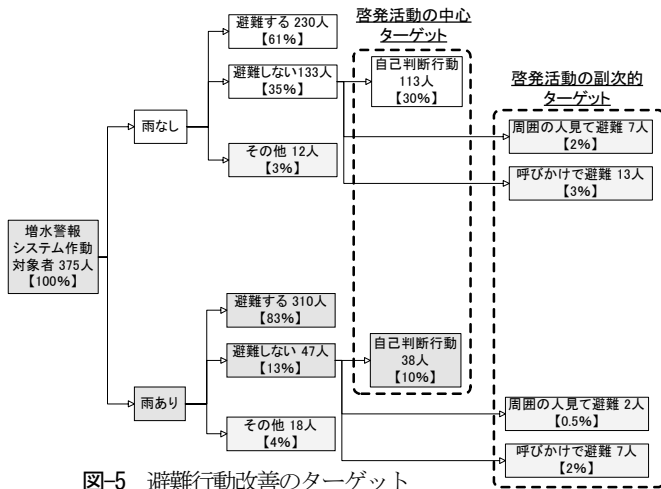 啓発活動の中心
ターゲット
啓発活動の副次的
ターゲット
増水警報
システム作動
対象者 375人
【100%】
雨なし
避難する 230人
【61%】
避難しない133人
【35%】
その他 12人
【3%】
自己判断行動
113人
【30%】
周囲の人見て避難 7人
【2%】
呼びかけで避難 13人
【3%】
雨あり
避難する 310人
【83%】
避難しない 47人
【13%】
その他 18人
【4%】
自己判断行動
38人
【10%】
周囲の人見て避難 2人
【0.5%】
呼びかけで避難 7人
【2%】
図-5 避難行動改善のターゲット